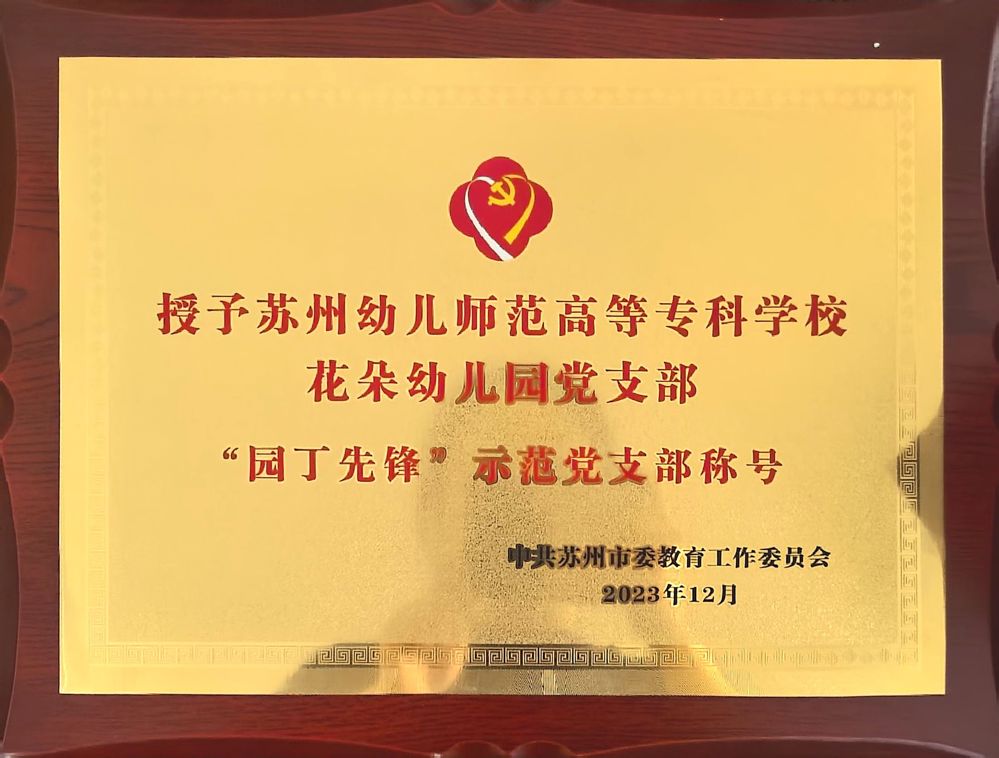 授予苏州幼儿师范高等专科学校
花朵幼儿园党支部
“园丁先锋”示范党支部称号
中共苏州市委教育工作委员会
2023年12月